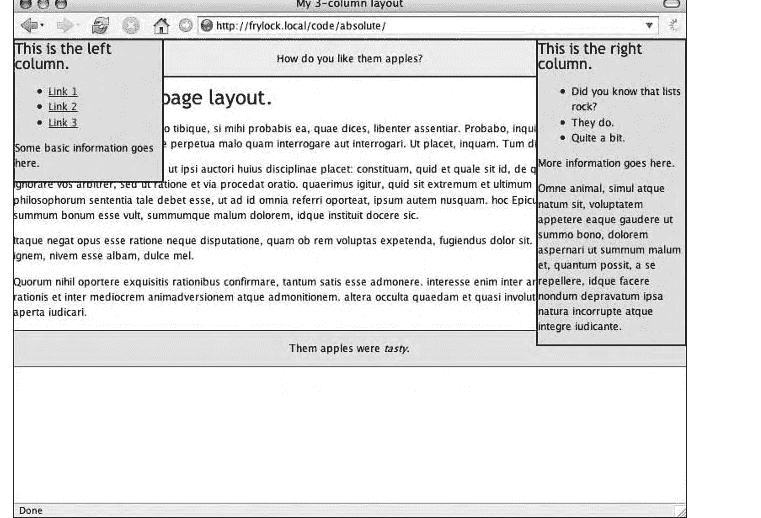 My 3-column layout
http://frylock.local/code/absolute/
This is the left
column.
Link 1
Link 2
Link 3
Some basic information goes
here.
How do you like them apples?
page layout.
o tibique, si mihi probabis ea, quae dices, libenter assentiar. Probabo, inqui
e perpetua malo quam interrogare aut interrogari. Ut placet, inquam. Tum d
ut ipsi auctori huius disciplinae placet: constituam, quid et quale sit id, de q
ignorare vos arbitrer, sed ut ratione et via procedat oratio. quaerimus igitur, quid sit extremum et ultimum
philosophorum sententia tale debet esse, ut ad id omnia referri oporteat, ipsum autem nusquam. hoc Epicu
summum bonum esse vult, summumque malum dolorem, idque instituit docere sic.
Itaque negat opus esse ratione neque disputatione, quam ob rem voluptas expetenda, fugiendus dolor sit.
ignem, nivem esse albam, dulce mel.
Quorum nihil oportere exquisitis rationibus confirmare, tantum satis esse admonere. interesse enim inter ar
rationis et inter mediocrem animadversionem atque admonitionem. altera occulta quaedam et quasi involut
aperta iudicari.
Them apples were tasty.
This is the right
column.
Did you know that lists
rock?
They do.
Quite a bit.
More information goes here.
Omne animal, simul atque
natum sit, voluptatem
appetere eaque gaudere ut
summo bono, dolorem
aspernari ut summum malum
et, quantum possit, a se
repellere, idque facere
nondum depravatum ipsa
natura incorrupte atque
integre iudicante.
Done